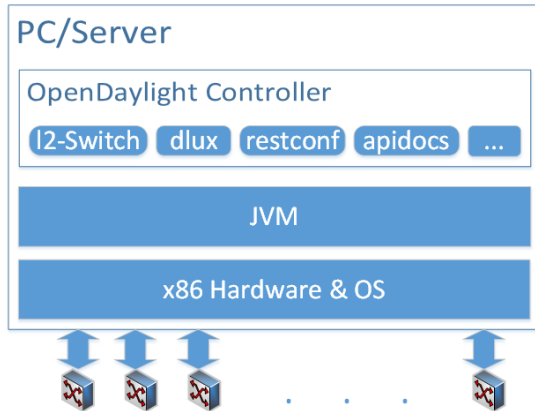 PC/Server
OpenDaylight Controller
l2-Switch dlux restconf apidocs ...
JVM
x86 Hardware & OS
. . .